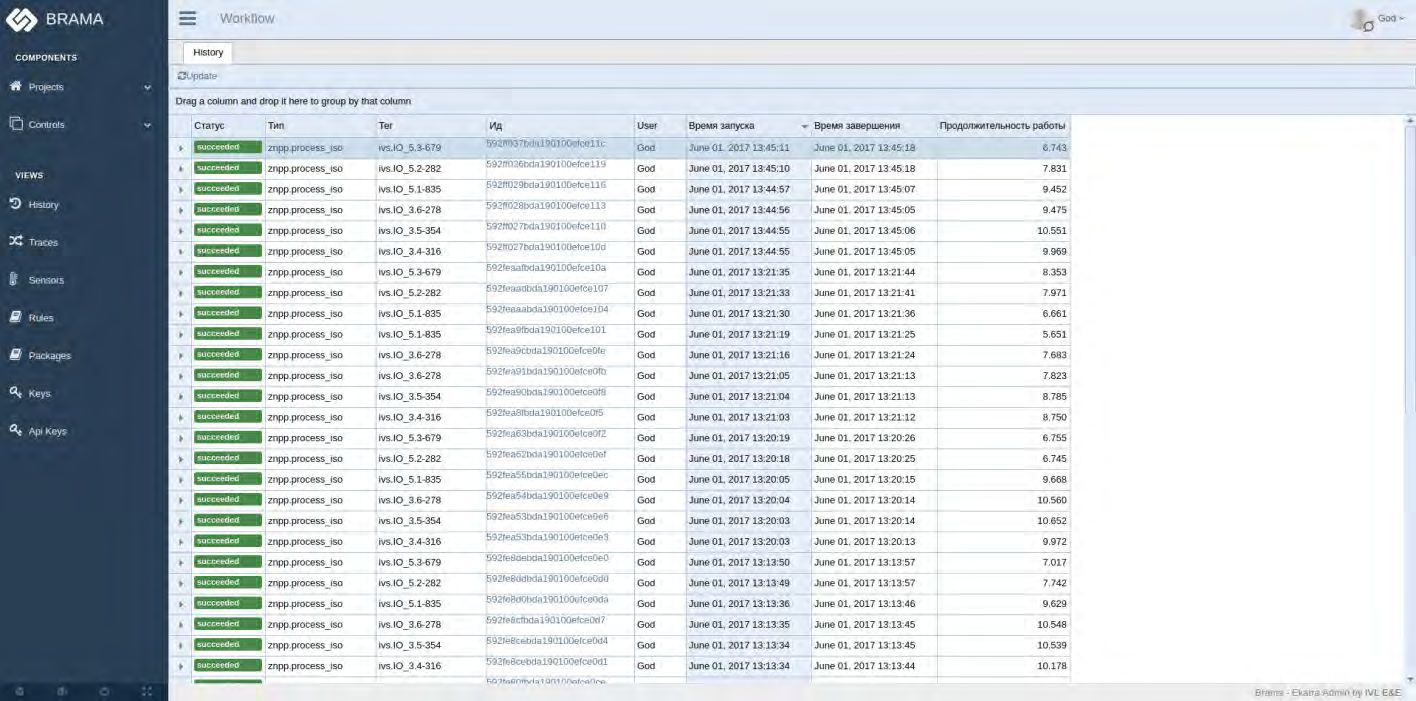 BRAMA
Workflow
God
COMPONENTS
Projects
Controls
VIEWS
History
Traces
Sensors
Rules
Packages
Keys
Api Keys
History
Update
Drag a column and drop it here to group by that column
Статус Тип Тег Ид User Время запуска Время завершения Продолжительность работы
succeeded znpp.process_iso ivs.IO_5.3-679 592ff037bda190100efce11c God June 01, 2017 13:45:11 June 01, 2017 13:45:18 6.743
succeeded znpp.process_iso ivs.IO_5.2-282 592ff036bda190100efce119 God June 01, 2017 13:45:10 June 01, 2017 13:45:18 7.831
succeeded znpp.process_iso ivs.IO_5.1-835 592ff029bda190100efce116 God June 01, 2017 13:44:57 June 01, 2017 13:45:07 9.452
succeeded znpp.process_iso ivs.IO_3.6-278 592ff028bda190100efce113 God June 01, 2017 13:44:56 June 01, 2017 13:45:05 9.475
succeeded znpp.process_iso ivs.IO_3.5-354 592ff027bda190100efce110 God June 01, 2017 13:44:55 June 01, 2017 13:45:06 10.551
succeeded znpp.process_iso ivs.IO_3.4-316 592ff027bda190100efce10d God June 01, 2017 13:44:55 June 01, 2017 13:45:05 9.969
succeeded znpp.process_iso ivs.IO_5.3-679 592feaafbda190100efce10a God June 01, 2017 13:21:35 June 01, 2017 13:21:44 8.353
succeeded znpp.process_iso ivs.IO_5.2-282 592feaadbda190100efce107 God June 01, 2017 13:21:33 June 01, 2017 13:21:41 7.971
succeeded znpp.process_iso ivs.IO_5.1-835 592feaaabda190100efce104 God June 01, 2017 13:21:30 June 01, 2017 13:21:36 6.661
succeeded znpp.process_iso ivs.IO_5.1-835 592fea9fbda190100efce101 God June 01, 2017 13:21:19 June 01, 2017 13:21:25 5.651
succeeded znpp.process_iso ivs.IO_3.6-278 592fea9cbda190100efce0fe God June 01, 2017 13:21:16 June 01, 2017 13:21:24 7.683
succeeded znpp.process_iso ivs.IO_3.6-278 592fea91bda190100efce0fb God June 01, 2017 13:21:05 June 01, 2017 13:21:13 7.823
succeeded znpp.process_iso ivs.IO_3.5-354 592fea90bda190100efce0f8 God June 01, 2017 13:21:04 June 01, 2017 13:21:13 8.785
succeeded znpp.process_iso ivs.IO_3.4-316 592fea8fbda190100efce0f5 God June 01, 2017 13:21:03 June 01, 2017 13:21:12 8.750
succeeded znpp.process_iso ivs.IO_5.3-679 592fea63bda190100efce0f2 God June 01, 2017 13:20:19 June 01, 2017 13:20:26 6.755
succeeded znpp.process_iso ivs.IO_5.2-282 592fea62bda190100efce0ef God June 01, 2017 13:20:18 June 01, 2017 13:20:25 6.745
succeeded znpp.process_iso ivs.IO_5.1-835 592fea55bda190100efce0ec God June 01, 2017 13:20:05 June 01, 2017 13:20:15 9.668
succeeded znpp.process_iso ivs.IO_3.6-278 592fea54bda190100efce0e9 God June 01, 2017 13:20:04 June 01, 2017 13:20:14 10.560
succeeded znpp.process_iso ivs.IO_3.5-354 592fea53bda190100efce0e6 God June 01, 2017 13:20:03 June 01, 2017 13:20:14 10.652
succeeded znpp.process_iso ivs.IO_3.4-316 592fea53bda190100efce0e3 God June 01, 2017 13:20:03 June 01, 2017 13:20:13 9.972
succeeded znpp.process_iso ivs.IO_5.3-679 592fe8debda190100efce0e0 God June 01, 2017 13:13:50 June 01, 2017 13:13:57 7.017
succeeded znpp.process_iso ivs.IO_5.2-282 592fe8ddbda190100efce0dd God June 01, 2017 13:13:49 June 01, 2017 13:13:57 7.742
succeeded znpp.process_iso ivs.IO_5.1-835 592fe8d0bda190100efce0da God June 01, 2017 13:13:36 June 01, 2017 13:13:46 9.629
succeeded znpp.process_iso ivs.IO_3.6-278 592fe8cfbda190100efce0d7 God June 01, 2017 13:13:35 June 01, 2017 13:13:45 10.548
succeeded znpp.process_iso ivs.IO_3.5-354 592fe8cebda190100efce0d4 God June 01, 2017 13:13:34 June 01, 2017 13:13:45 10.539
succeeded znpp.process_iso ivs.IO_3.4-316 592fe8cebda190100efce0d1 God June 01, 2017 13:13:34 June 01, 2017 13:13:44 10.178
Brama - Ekatra Admin by IVL E&E